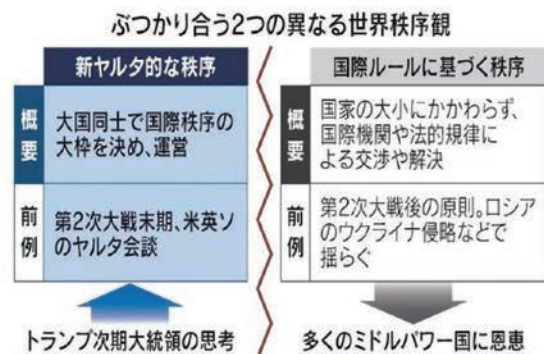 ぶつかり合う2つの異なる世界秩序観
新ヤルタ的な秩序
概要
大国同士で国際秩序の
大枠を決め、運営
前例
第2次大戦末期、米英ソ
のヤルタ会談
トランプ次期大統領の思考
国際ルールに基づく秩序
概要
国家の大小にかかわらず、
国際機関や法的規律に
よる交渉や解決
前例
第2次大戦後の原則。ロシア
のウクライナ侵略などで
揺らぐ
多くのミドルパワー国に恩恵